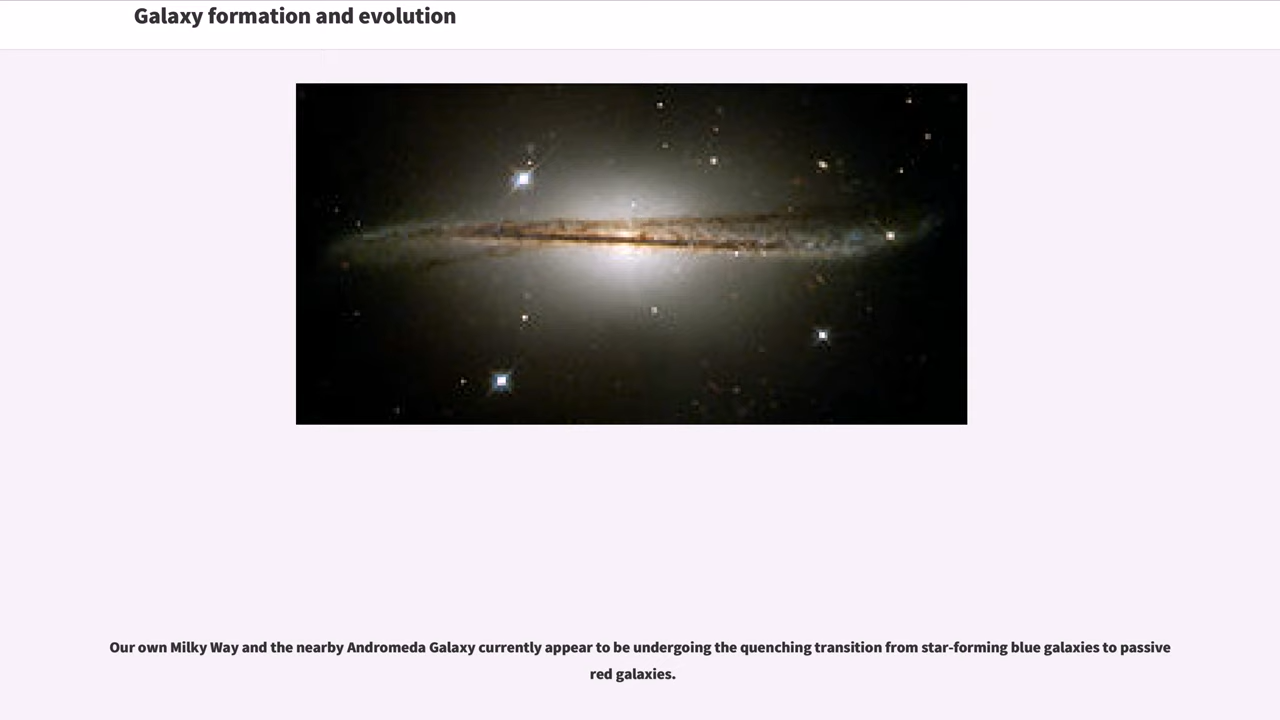 Galaxy formation and evolution
Our own Milky Way and the nearby Andromeda Galaxy currently appear to be undergoing the quenching transition from star-forming blue galaxies to passive
red galaxies.